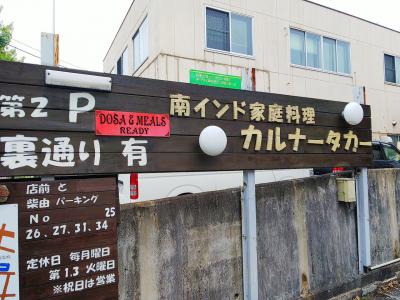 第2 P
裏通り 有
DOSA & MEALS
READY
南インド家庭料理
カルナータカー
店前 と
柴由 パーキング
No 25
26.27.31.34
定休日 毎月曜日
第1.3 火曜日
※祝日は営業